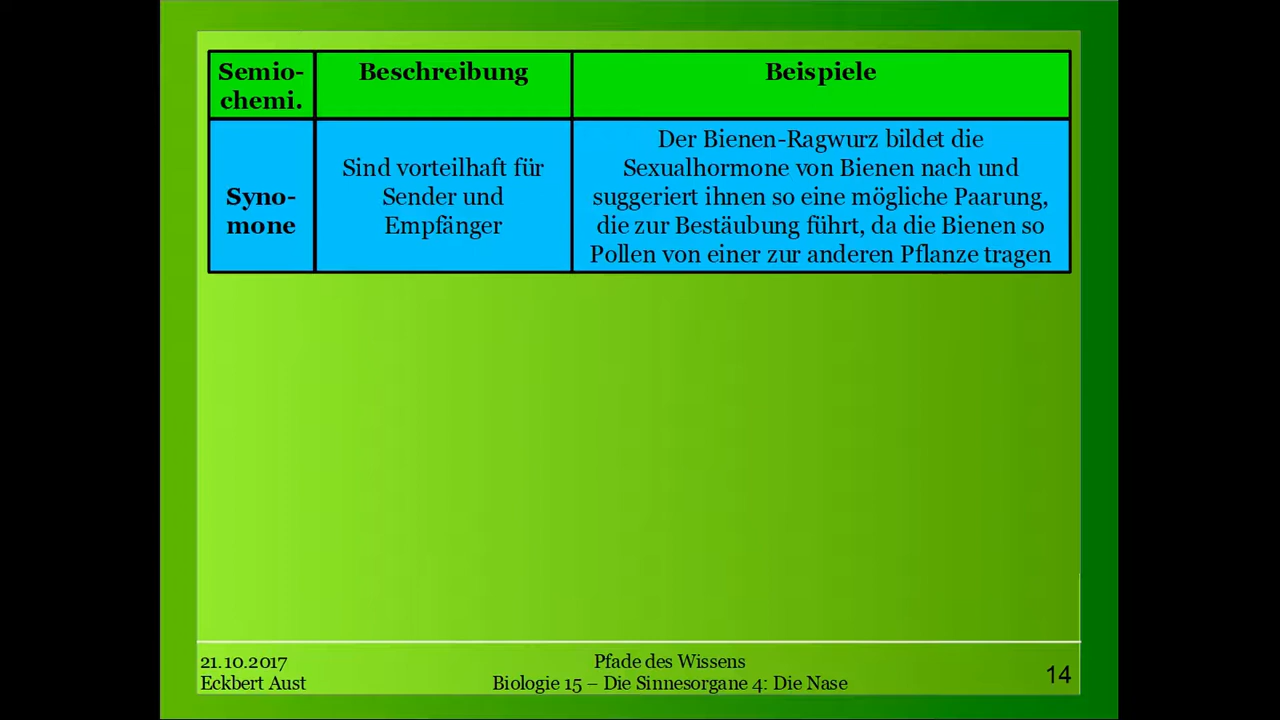 Semio-
chemi.
Beschreibung
Beispiele
Syno-
mone
Sind vorteilhaft für
Sender und
Empfänger
Der Bienen-Ragwurz bildet die
Sexualhormone von Bienen nach und
suggeriert ihnen so eine mögliche Paarung,
die zur Bestäubung führt, da die Bienen so
Pollen von einer zur anderen Pflanze tragen
21.10.2017
Eckbert Aust
Pfade des Wissens
Biologie 15 – Die Sinnesorgane 4: Die Nase
14